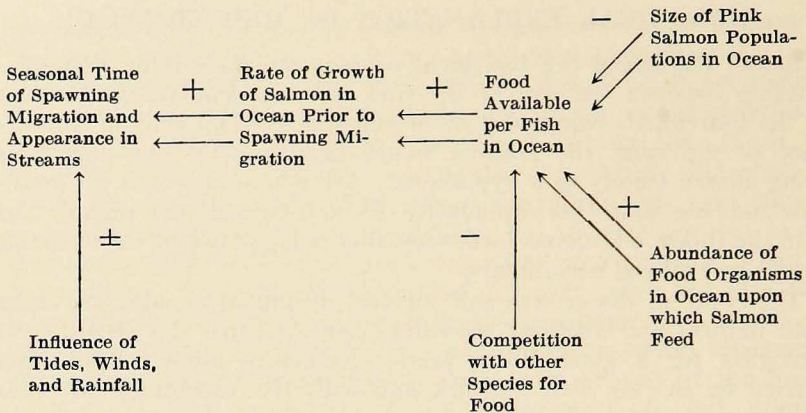 Size of Pink
Salmon Popula-
tions in Ocean
−
Seasonal Time
of Spawning
Migration and
Appearance in
Streams
+
Rate of Growth
of Salmon in
Ocean Prior to
Spawning Mi-
gration
+
Food
Available
per Fish
in Ocean
+
±
−
Abundance of
Food Organisms
in Ocean upon
which Salmon
Feed
Influence of
Tides, Winds,
and Rainfall
Competition
with other
Species for
Food